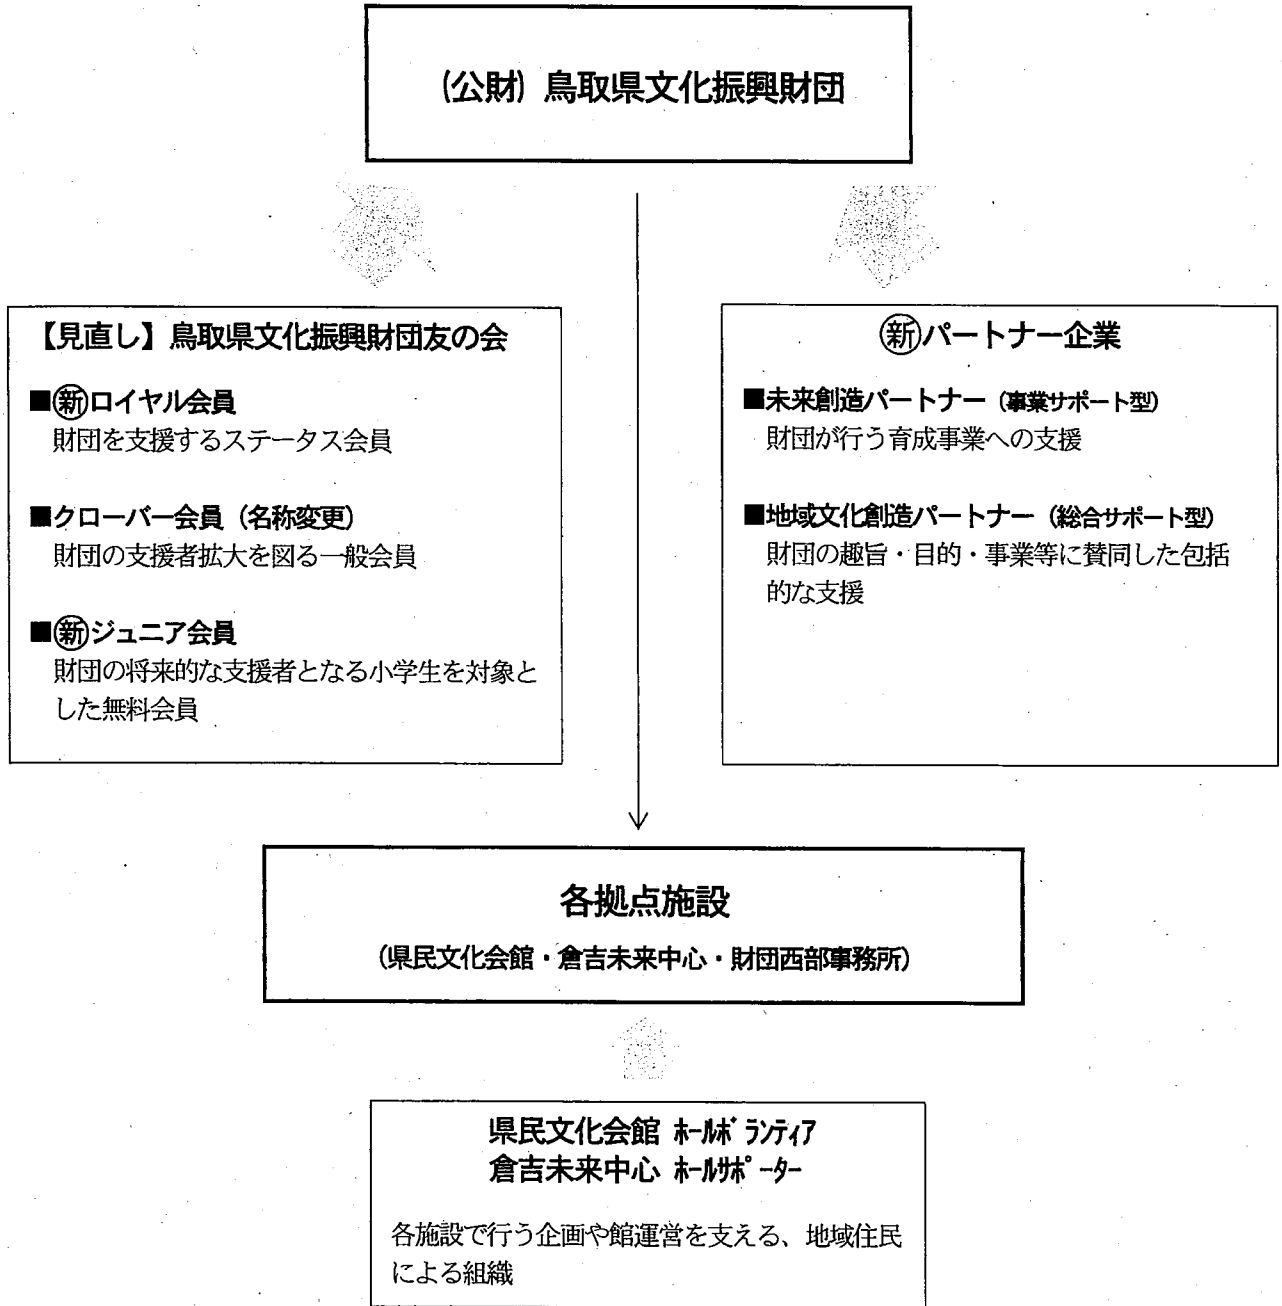 (公財) 鳥取県文化振興財団
【見直し】鳥取県文化振興財団友の会
■㊟ロイヤル会員
財団を支援するステータス会員
■クローバー会員（名称変更）
財団の支援者拡大を図る一般会員
■新ジュニア会員
財団の将来的な支援者となる小学生を対象と
した無料会員
新パートナー企業
■未来創造パートナー（事業サポート型）
財団が行う育成事業への支援
■地域文化創造パートナー（総合サポート型）
財団の趣旨・目的・事業等に賛同した包括
的な支援
各拠点施設
(県民文化会館・倉吉未来中心・財団西部事務所)
県民文化会館 ﾎｰﾙﾎﾞﾗﾝﾃｨｱ
倉吉未来中心 ﾎｰﾙｻﾎﾟｰﾀｰ
各施設で行う企画や館運営を支える、地域住民
による組織